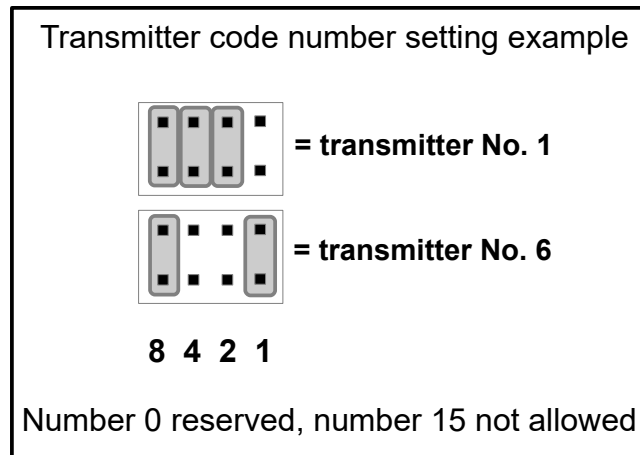 Transmitter code number setting example
= transmitter No. 1
= transmitter No. 6
8 4 2 1
Number 0 reserved, number 15 not allowed